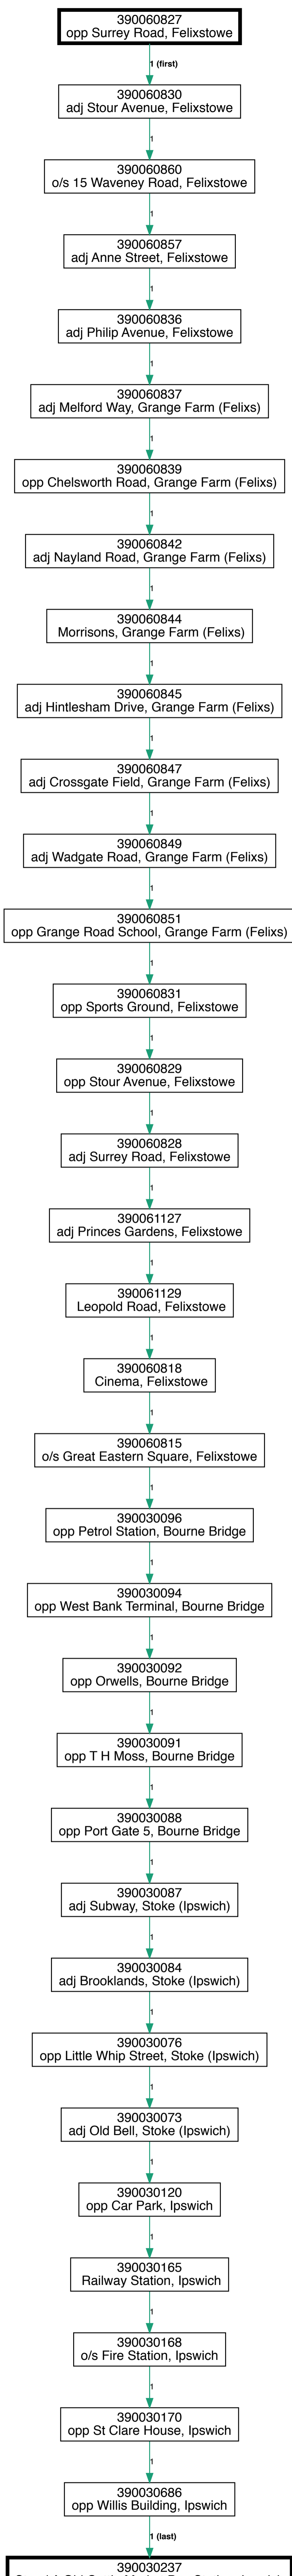 390060827
opp Surrey Road, Felixstowe
1 (first)
390060830
adj Stour Avenue, Felixstowe
1
390060860
o/s 15 Waveney Road, Felixstowe
1
390060857
adj Anne Street, Felixstowe
1
390060836
adj Philip Avenue, Felixstowe
1
390060837
adj Melford Way, Grange Farm (Felixs)
1
390060839
opp Chelsworth Road, Grange Farm (Felixs)
1
390060842
adj Nayland Road, Grange Farm (Felixs)
1
390060844
Morrisons, Grange Farm (Felixs)
1
390060845
adj Hintlesham Drive, Grange Farm (Felixs)
1
390060847
adj Crossgate Field, Grange Farm (Felixs)
1
390060849
adj Wadgate Road, Grange Farm (Felixs)
1
390060851
opp Grange Road School, Grange Farm (Felixs)
1
390060831
opp Sports Ground, Felixstowe
1
390060829
opp Stour Avenue, Felixstowe
1
390060828
adj Surrey Road, Felixstowe
1
390061127
adj Princes Gardens, Felixstowe
1
390061129
Leopold Road, Felixstowe
1
390060818
Cinema, Felixstowe
1
390060815
o/s Great Eastern Square, Felixstowe
1
390030096
opp Petrol Station, Bourne Bridge
1
390030094
opp West Bank Terminal, Bourne Bridge
1
390030092
opp Orwells, Bourne Bridge
1
390030091
opp T H Moss, Bourne Bridge
1
390030088
opp Port Gate 5, Bourne Bridge
1
390030087
adj Subway, Stoke (Ipswich)
1
390030084
adj Brooklands, Stoke (Ipswich)
1
390030076
opp Little Whip Street, Stoke (Ipswich)
1
390030073
adj Old Bell, Stoke (Ipswich)
1
390030120
opp Car Park, Ipswich
1
390030165
Railway Station, Ipswich
1
390030168
o/s Fire Station, Ipswich
1
390030170
opp St Clare House, Ipswich
1
390030686
opp Willis Building, Ipswich
1 (last)
390030237